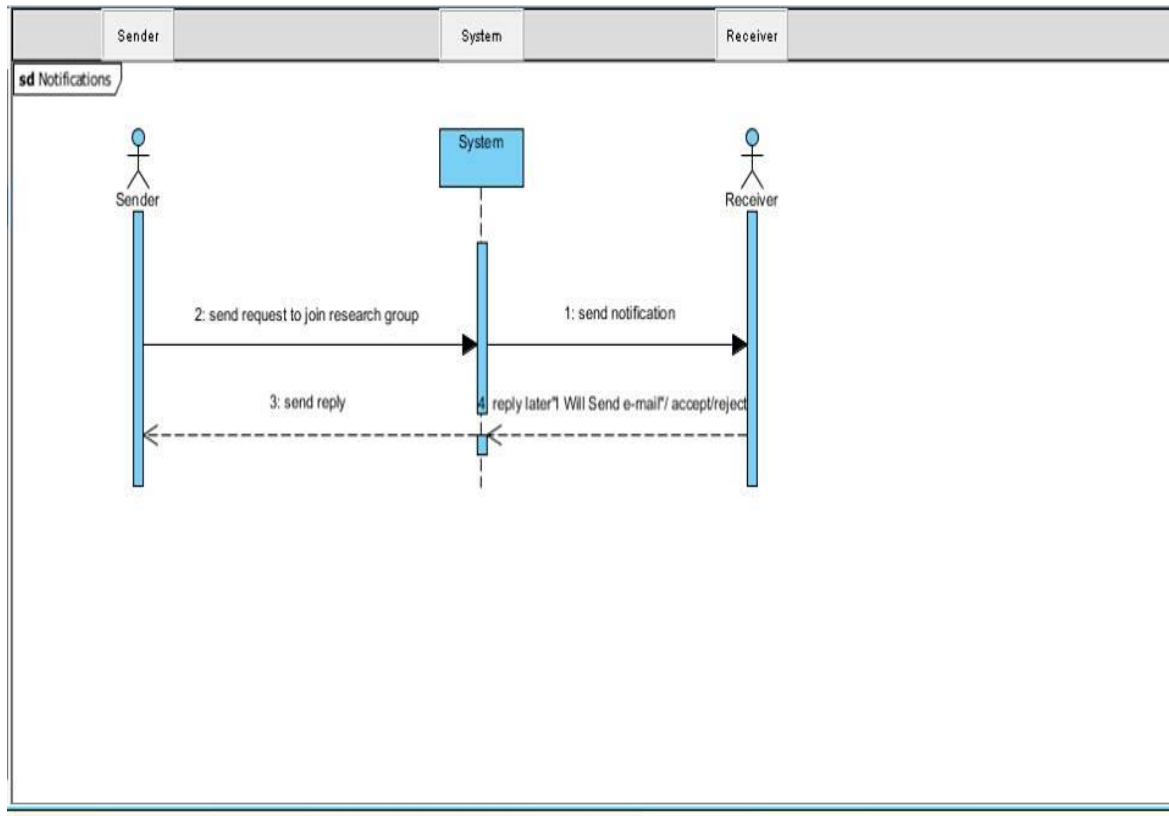 Sender
System
Receiver
sd Notifications
System
Sender
Receiver
2: send request to join research group
1: send notification
3: send reply
4 reply later"I Will Send e-mail"/ accept/reject